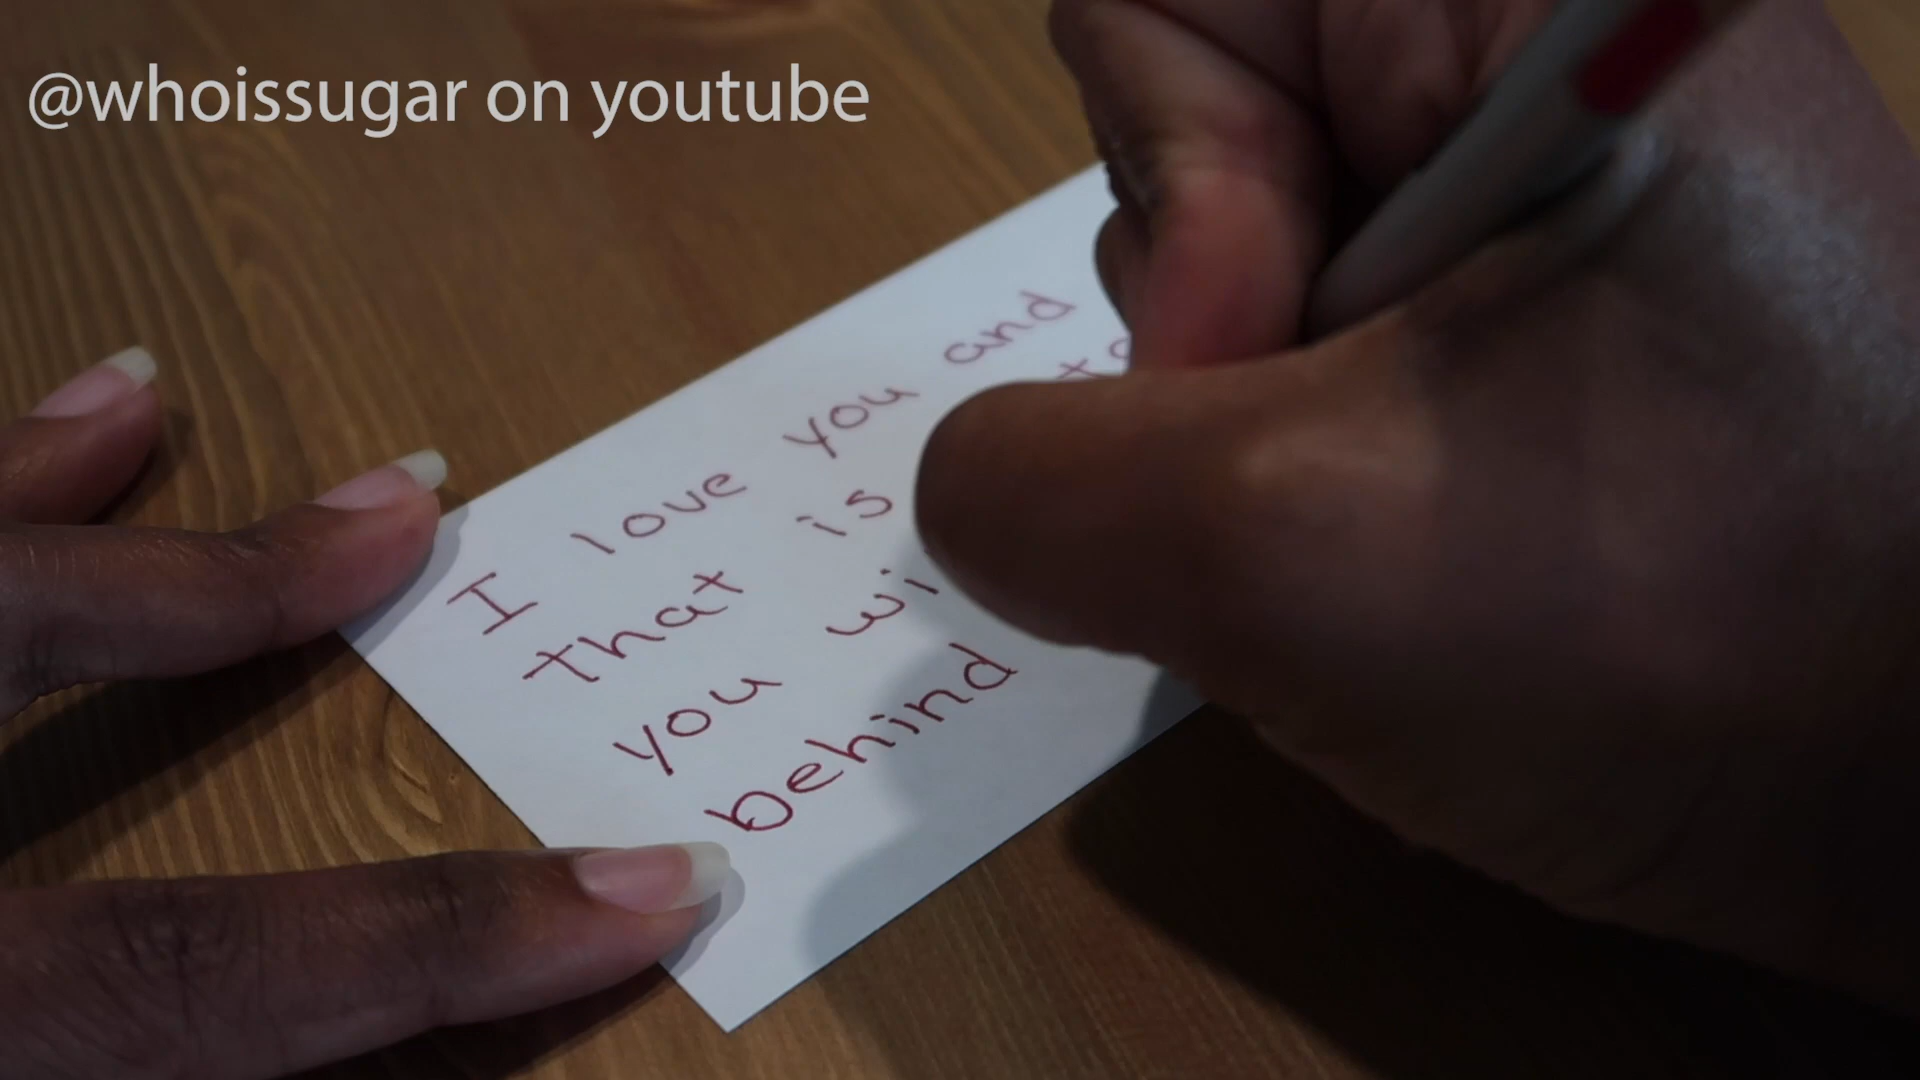 @whoissugar on youtube
I love you and
that is
you
behind